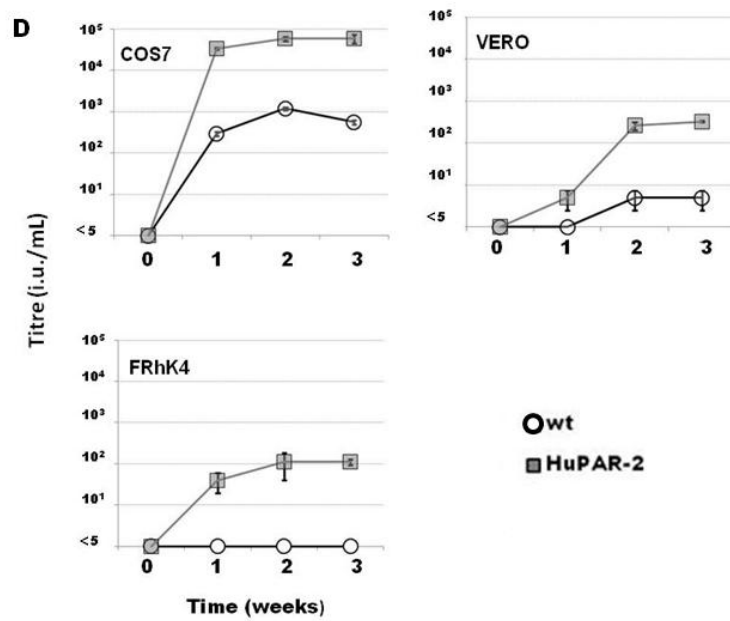 D
COS7
10⁵
10⁴
10³
10²
10¹
<5
0 1 2 3
VERO
10⁵
10⁴
10³
10²
10¹
<5
0 1 2 3
Titre (i.u./mL)
FRhK4
10⁵
10⁴
10³
10²
10¹
<5
0 1 2 3
Time (weeks)
wt
HuPAR-2